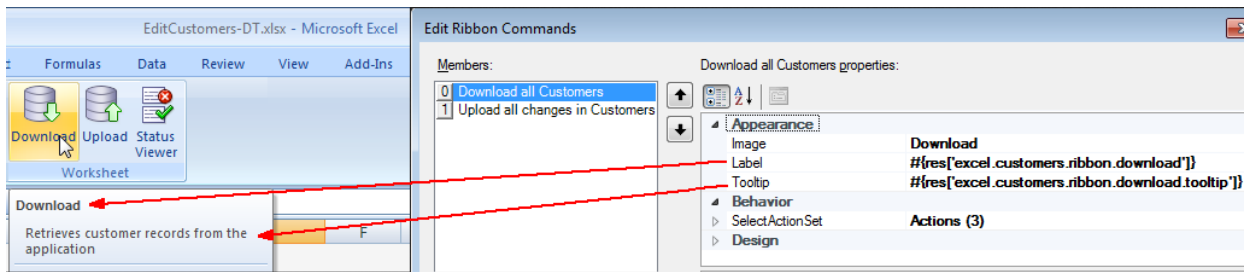 EditCustomers-DT.xlsx - Microsoft Excel
Formulas Data Review View Add-Ins
Download Upload Status Viewer
Worksheet
Download
Retrieves customer records from the
application
F
Edit Ribbon Commands
Members:
0 Download all Customers
1 Upload all changes in Customers
Download all Customers properties:
Appearance
Image Download
Label #{res['excel.customers.ribbon.download']}
Tooltip #{res['excel.customers.ribbon.download.tooltip']}
Behavior
SelectActionSet Actions (3)
Design